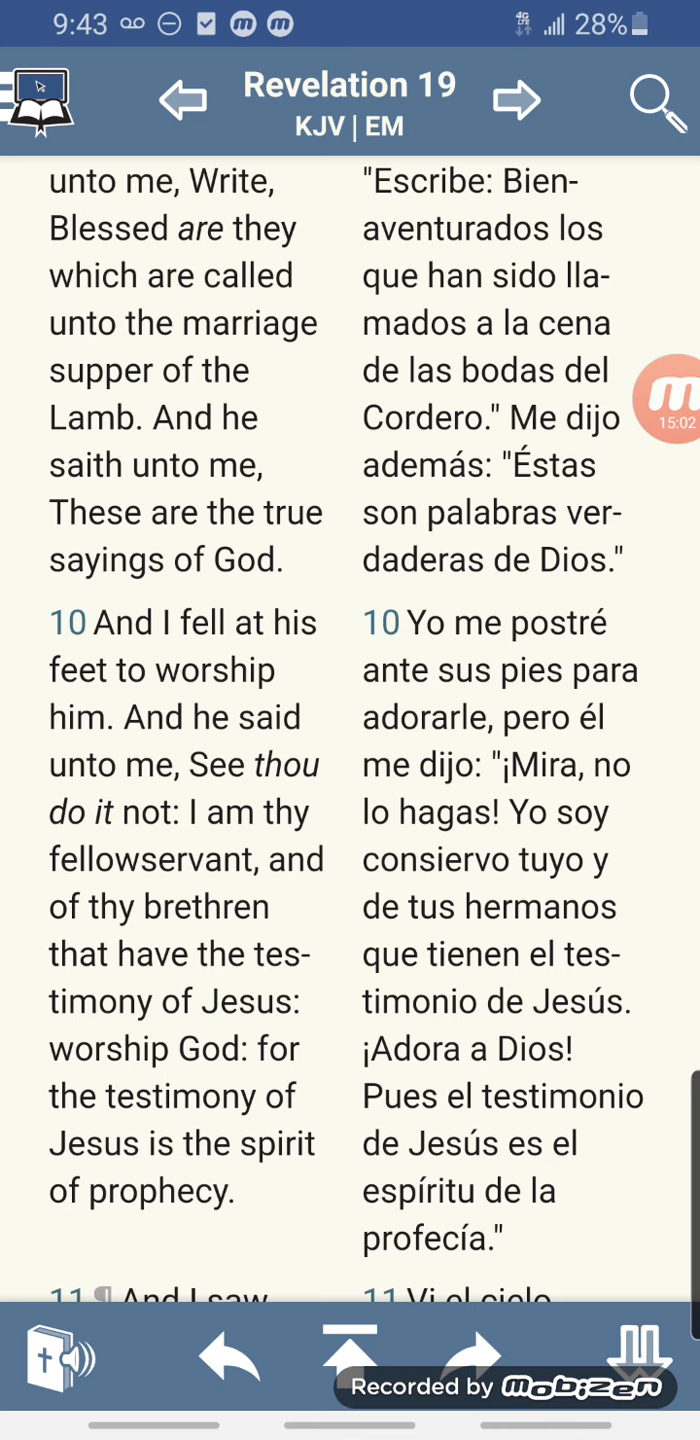 9:43
4G
28%
Revelation 19
KJV | EM
unto me, Write,
Blessed are they
which are called
unto the marriage
supper of the
Lamb. And he
saith unto me,
These are the true
sayings of God.
10 And I fell at his
feet to worship
him. And he said
unto me, See thou
do it not: I am thy
fellowservant, and
of thy brethren
that have the tes-
timony of Jesus:
worship God: for
the testimony of
Jesus is the spirit
of prophecy.
11 ¶ And I saw
"Escribe: Bien-
aventurados los
que han sido lla-
mados a la cena
de las bodas del
Cordero." Me dijo
además: "Éstas
son palabras ver-
daderas de Dios."
10 Yo me postré
ante sus pies para
adorarle, pero él
me dijo: "¡Mira, no
lo hagas! Yo soy
consiervo tuyo y
de tus hermanos
que tienen el tes-
timonio de Jesús.
¡Adora a Dios!
Pues el testimonio
de Jesús es el
espíritu de la
profecía."
11 Vi el cielo
m
15:02
Recorded by Mobizen